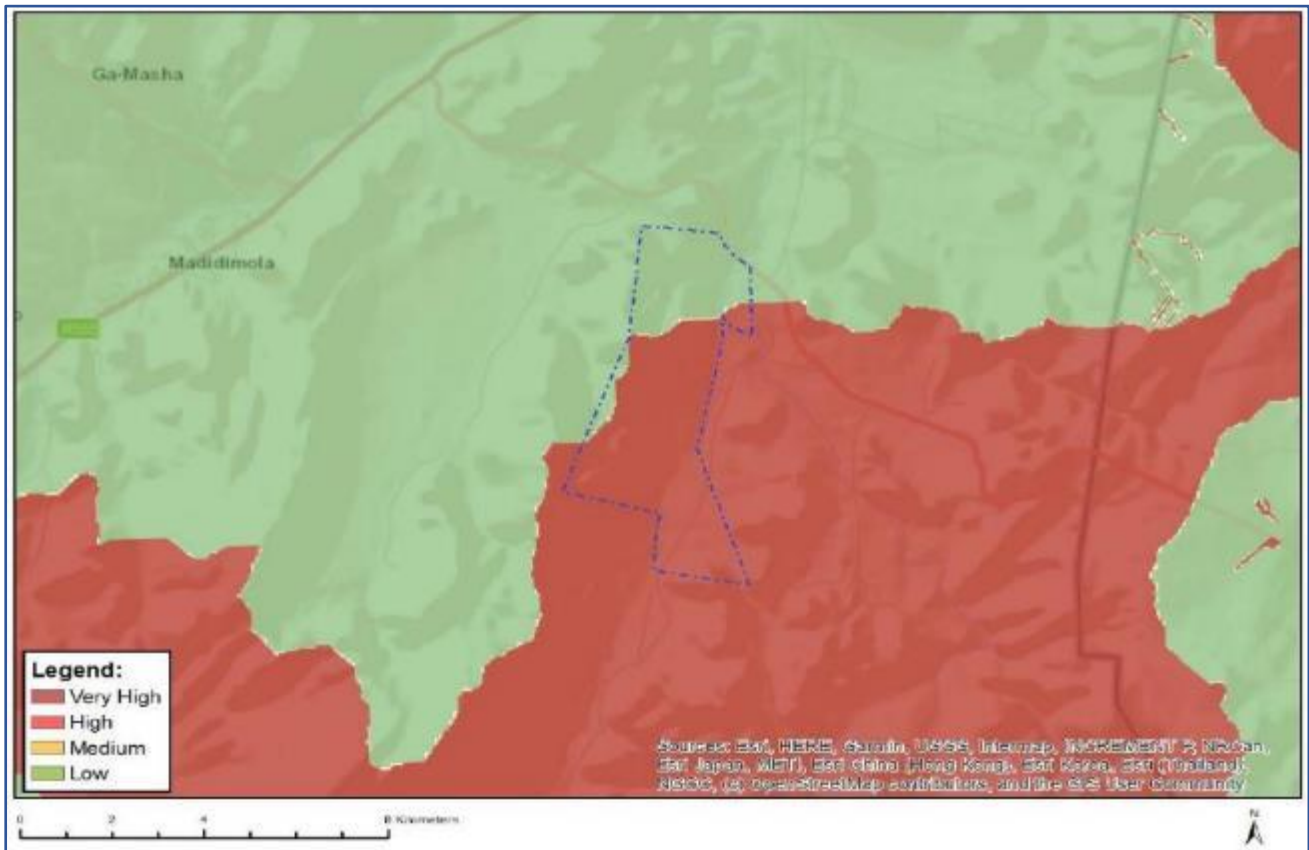 Ga-Masha
Madidimola
Legend:
Very High
High
Medium
Low
Sources: Esri, HERE, Garmin, USGS, Intermap, INCREMENT P, NRCan,
Esri Japan, METI, Esri China (Hong Kong), Esri Korea, Esri (Thailand),
NGCC, (c) OpenStreetMap contributors, and the GIS User Community
0 2 4 8 Kilometers
N